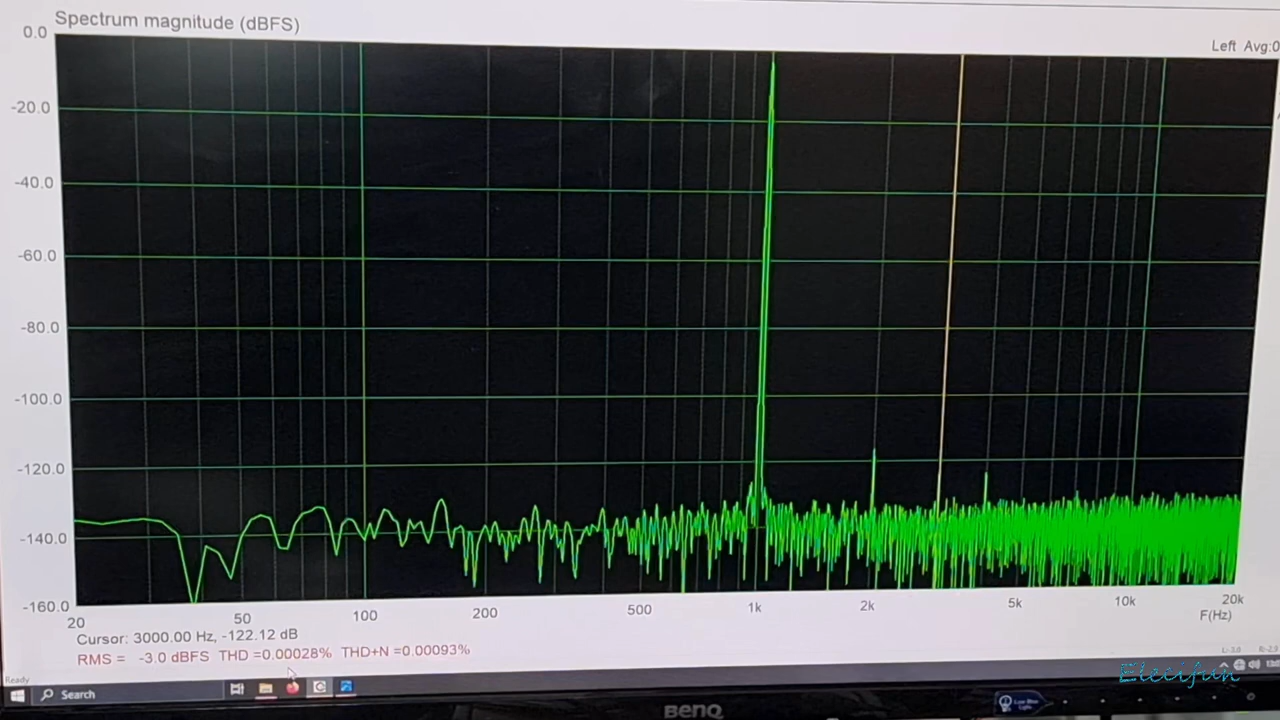 Spectrum magnitude (dBFS)
Left Avg:0
0.0
-20.0
-40.0
-60.0
-80.0
-100.0
-120.0
-140.0
-160.0
20 50 100 200 500 1k 2k 5k 10k 20k
F(Hz)
Cursor: 3000.00 Hz, -122.12 dB
RMS = -3.0 dBFS THD =0.00028% THD+N =0.00093%
Ready
Search
Elecifun
BenQ